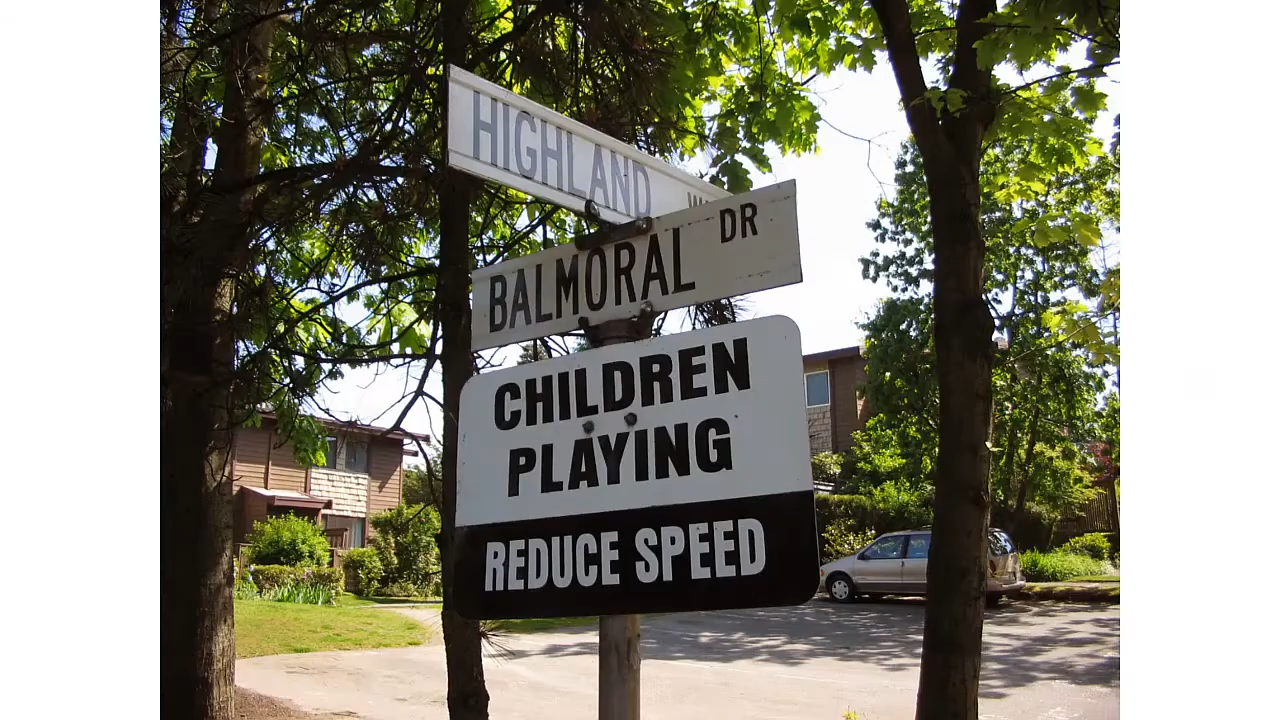 HIGHLAND
BALMORAL DR
CHILDREN
PLAYING
REDUCE SPEED